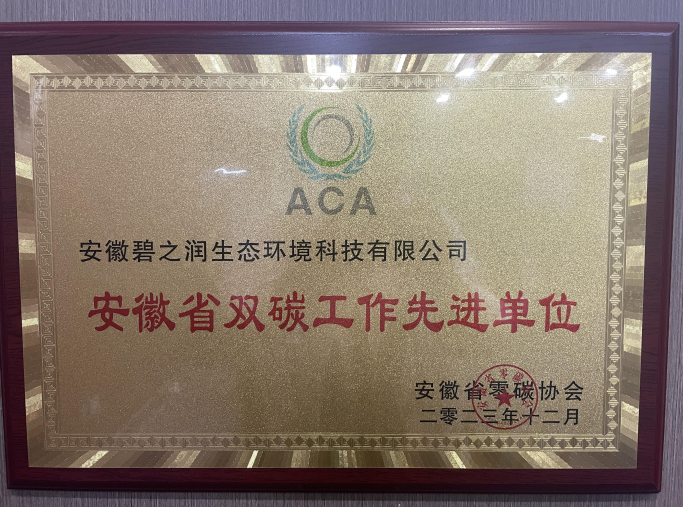 ACA
安徽碧之润生态环境科技有限公司
安徽省双碳工作先进单位
安徽省零碳协会
二零二三年十二月